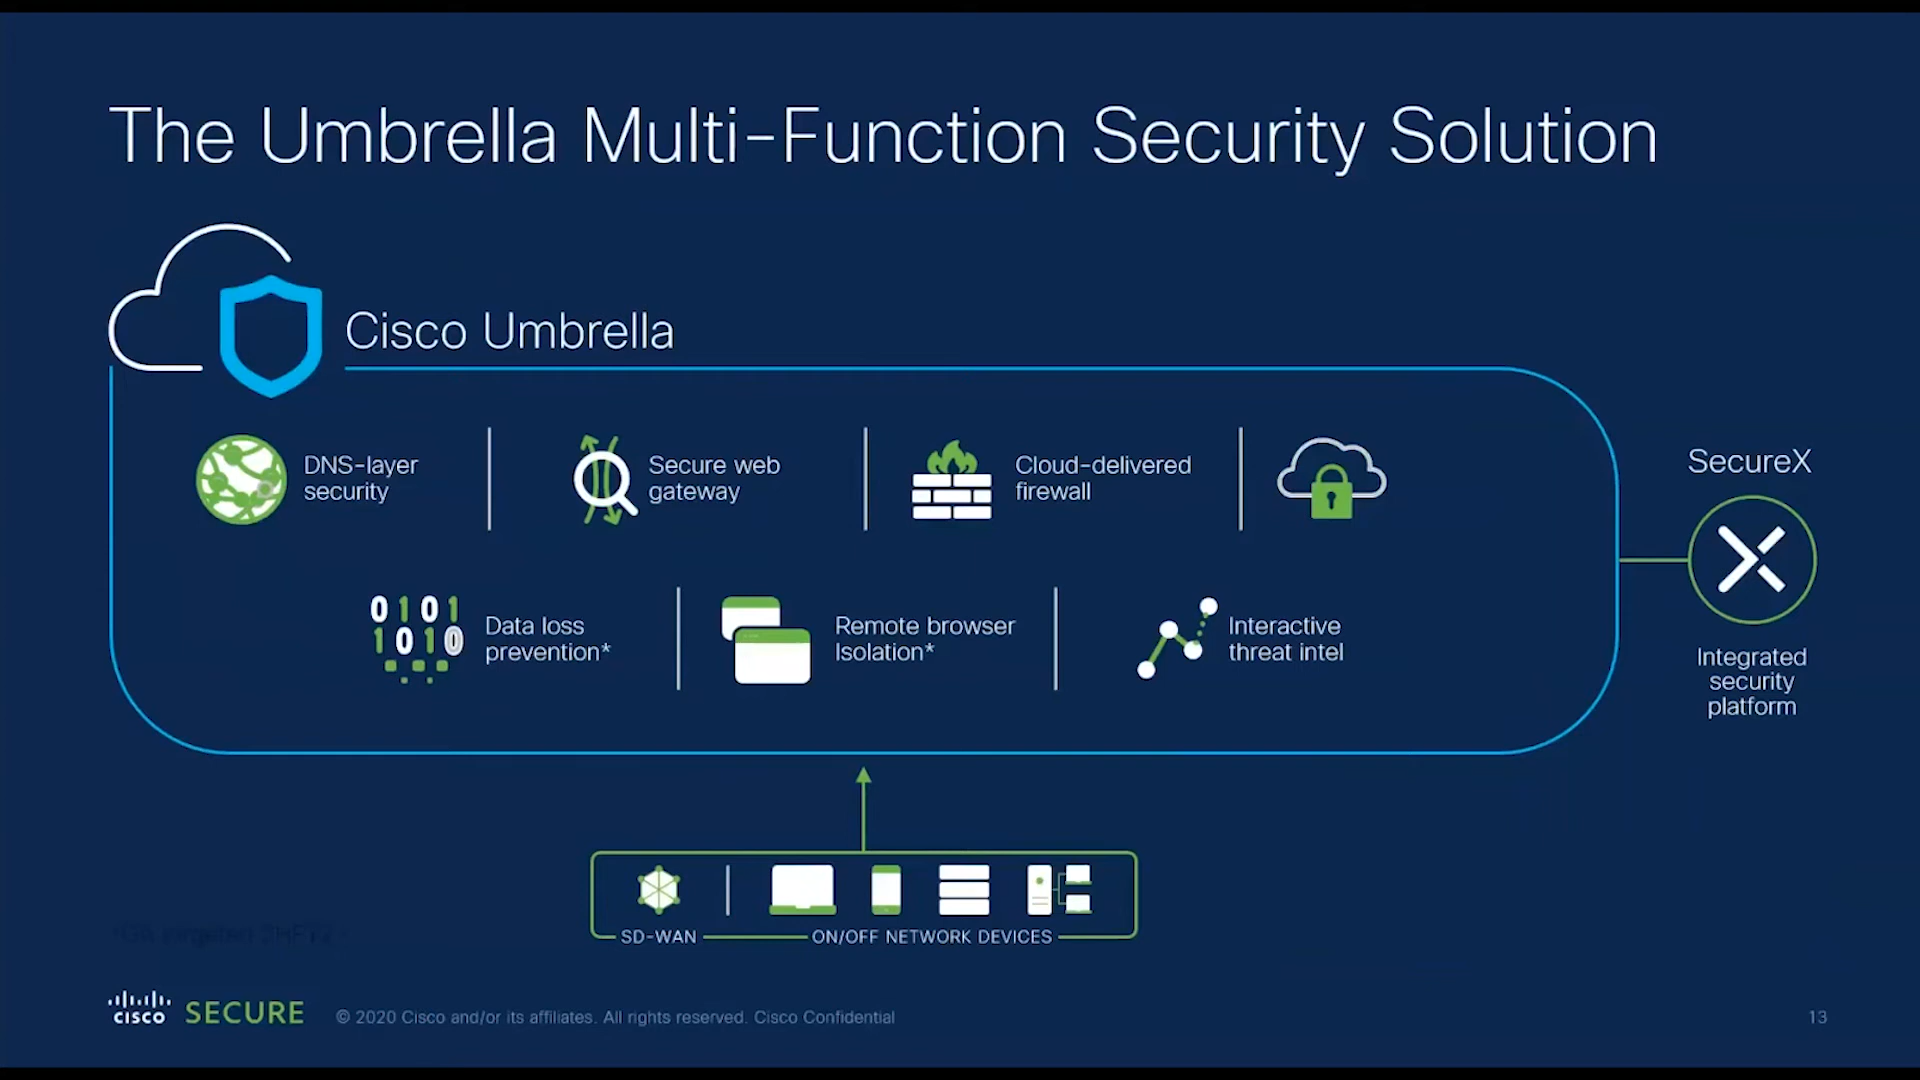 The Umbrella Multi-Function Security Solution
Cisco Umbrella
DNS-layer
security
Secure web
gateway
Cloud-delivered
firewall
SecureX
0101
1010
Data loss
prevention*
Remote browser
Isolation*
Interactive
threat intel
Integrated
security
platform
SD-WAN
ON/OFF NETWORK DEVICES
CISCO SECURE
© 2020 Cisco and/or its affiliates. All rights reserved. Cisco Confidential
13